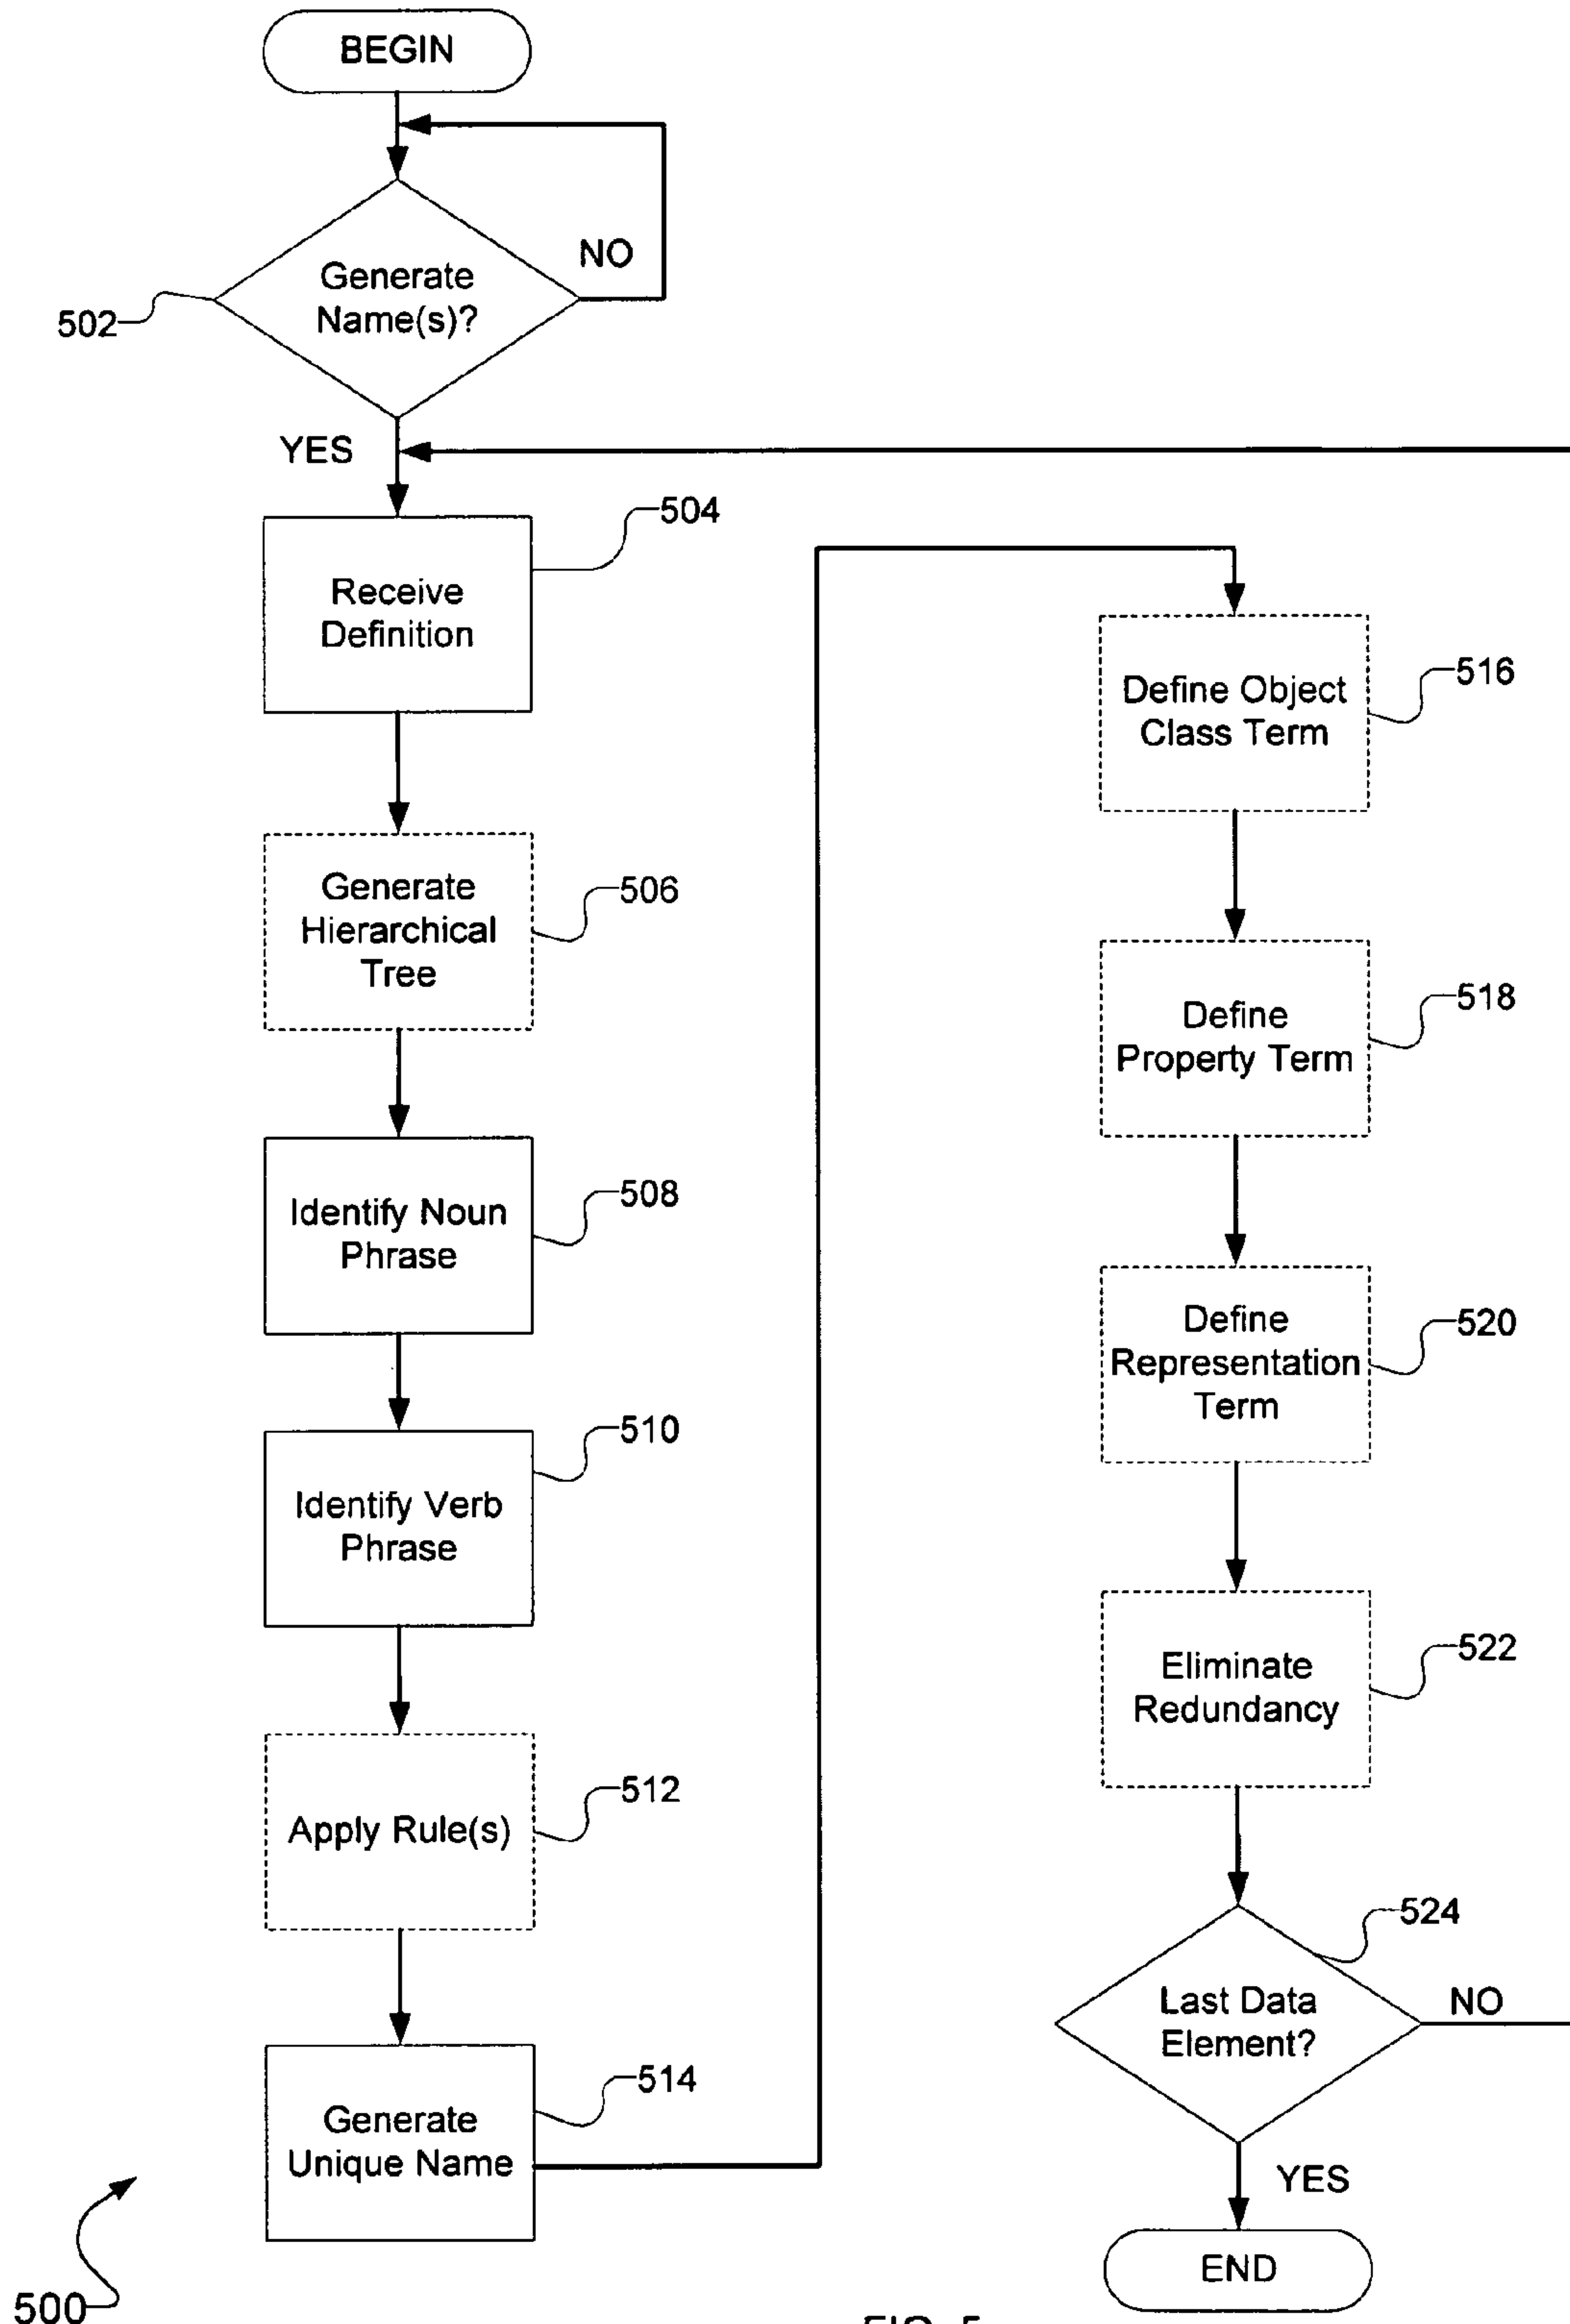 BEGIN
Generate
Name(s)?
NO
502
YES
504
Receive
Definition
Generate
Hierarchical
Tree
506
Identify Noun
Phrase
508
Identify Verb
Phrase
510
Apply Rule(s)
512
Generate
Unique Name
514
500
Define Object
Class Term
516
Define
Property Term
518
Define
Representation
Term
520
Eliminate
Redundancy
522
Last Data
Element?
524
NO
YES
END
FIG. 5